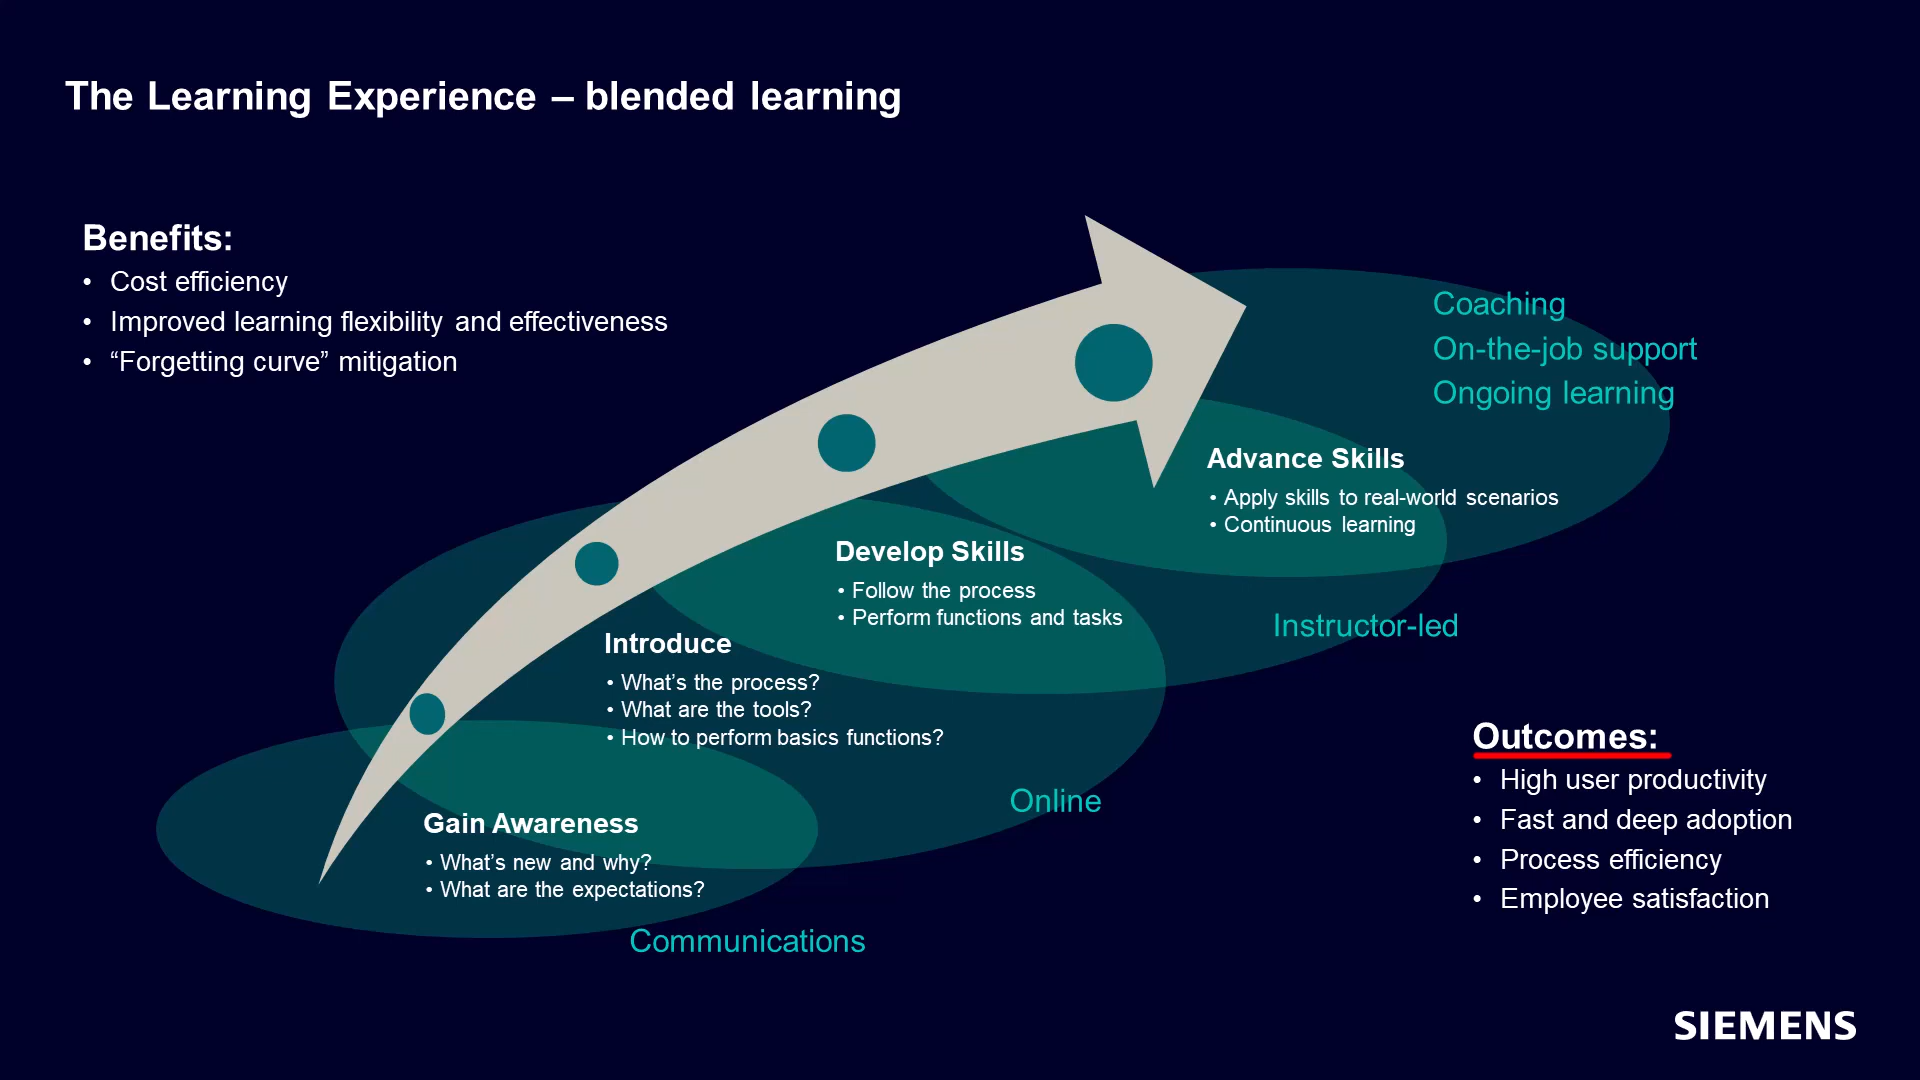 The Learning Experience – blended learning
Benefits:
• Cost efficiency
• Improved learning flexibility and effectiveness
• “Forgetting curve” mitigation
Coaching
On-the-job support
Ongoing learning
Advance Skills
• Apply skills to real-world scenarios
• Continuous learning
Develop Skills
• Follow the process
• Perform functions and tasks
Instructor-led
Introduce
• What’s the process?
• What are the tools?
• How to perform basics functions?
Online
Gain Awareness
• What’s new and why?
• What are the expectations?
Communications
Outcomes:
• High user productivity
• Fast and deep adoption
• Process efficiency
• Employee satisfaction
SIEMENS